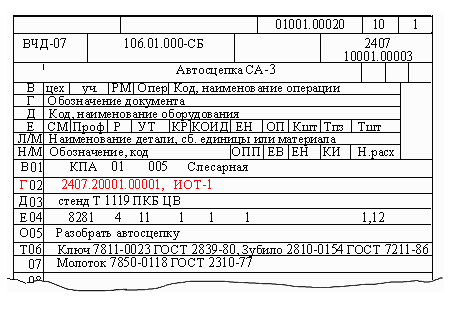 01001.00020 10 1
ВЧД-07 106.01.000-СБ 2407
10001.00003
Автосцепка СА-3
В цех уч. РМ Опер Код, наименование операции
Г Обозначение документа
Д Код, наименование оборудования
Е СМ Проф Р УТ КР КОИД ЕН ОП Кшт Тпз Тшт
Л/М Наименование детали, сб. единицы или материала
Н/М Обозначение, код ОПП ЕВ ЕН КИ Н.расх
В01 КПА 01 005 Слесарная
Г 02 2407.20001.00001, ИОТ-1
Д03 стенд Т 1119 ПКБ ЦВ
Е04 8281 4 11 1 1 1 1,12
О05 Разобрать автосцепку
Т06 Ключ 7811-0023 ГОСТ 2839-80, Зубило 2810-0154 ГОСТ 7211-86
07 Молоток 7850-0118 ГОСТ 2310-77
08